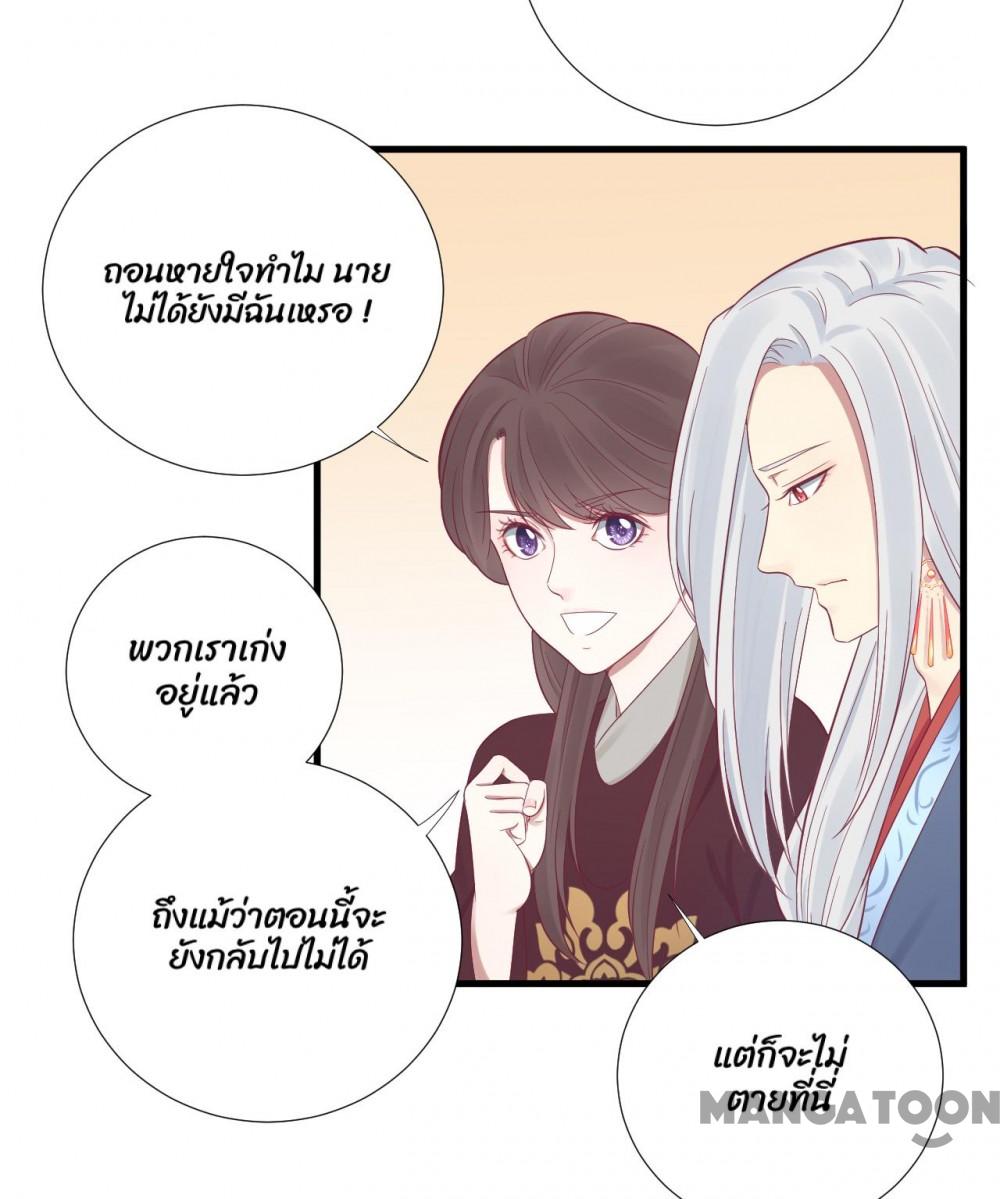 ถอนหายใจทำไม นาย
ไม่ได้ยังมีฉันเหรอ !
พวกเราเก่ง
อยู่แล้ว
ถึงแม้ว่าตอนนี้จะ
ยังกลับไปไม่ได้
แต่ก็จะไม่
ตายที่นี่
MANGATOON